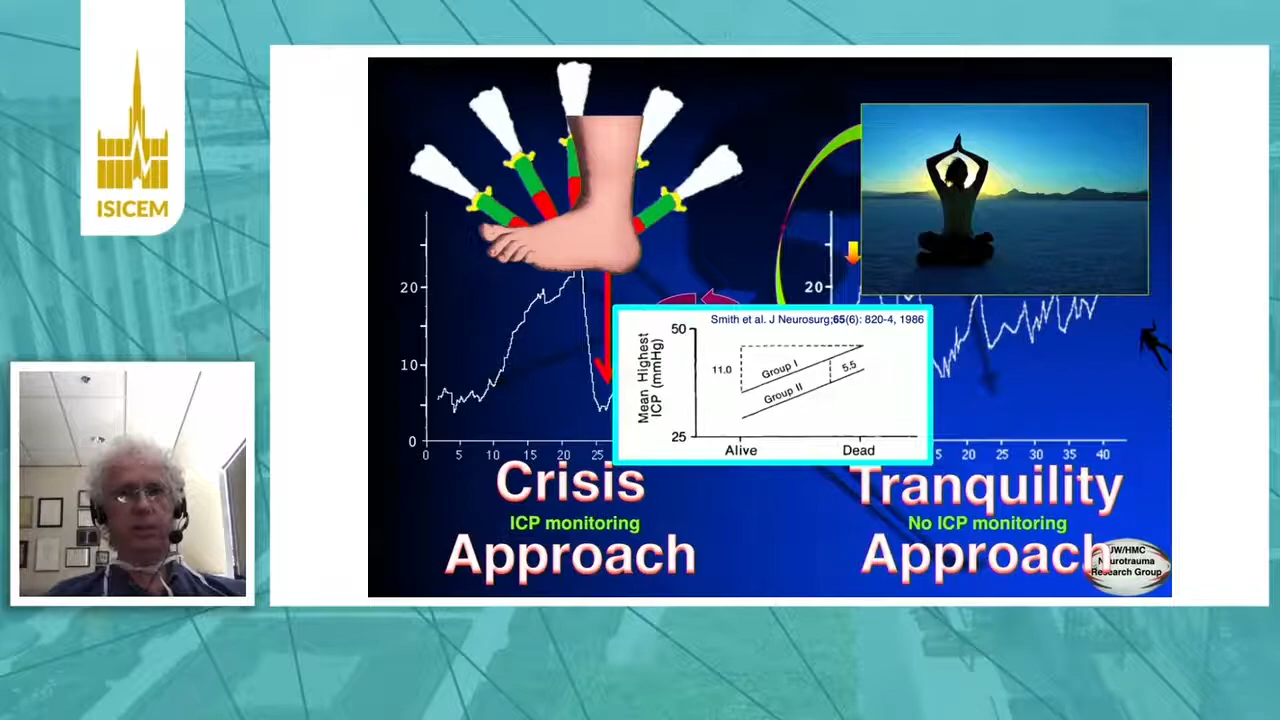 ISICEM
20
10
0
0
5
10
15
20
25
Crisis
ICP monitoring
Approach
Smith et al. J Neurosurg;65(6): 820-4, 1986
50
25
Mean Highest
ICP (mmHg)
11.0
Group I
Group II
5.5
Alive
Dead
20
15
20
25
30
35
40
Tranquility
No ICP monitoring
Approach
UW/HMC
Neurotrauma
Research Group